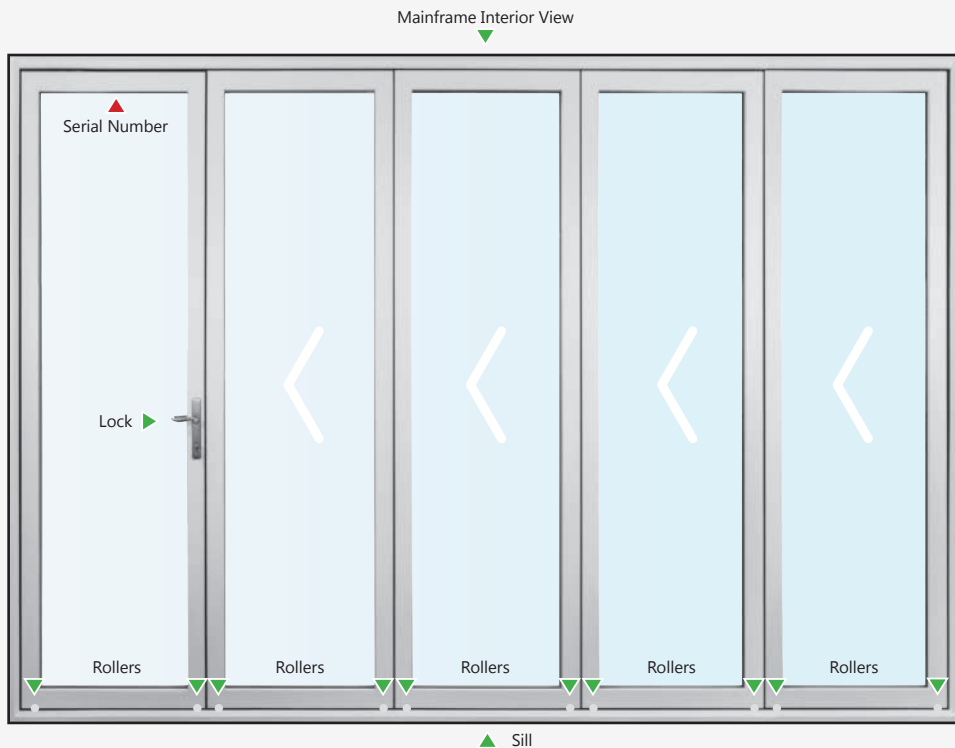 Mainframe Interior View
Serial Number
Lock
Rollers
Rollers
Rollers
Rollers
Rollers
Sill